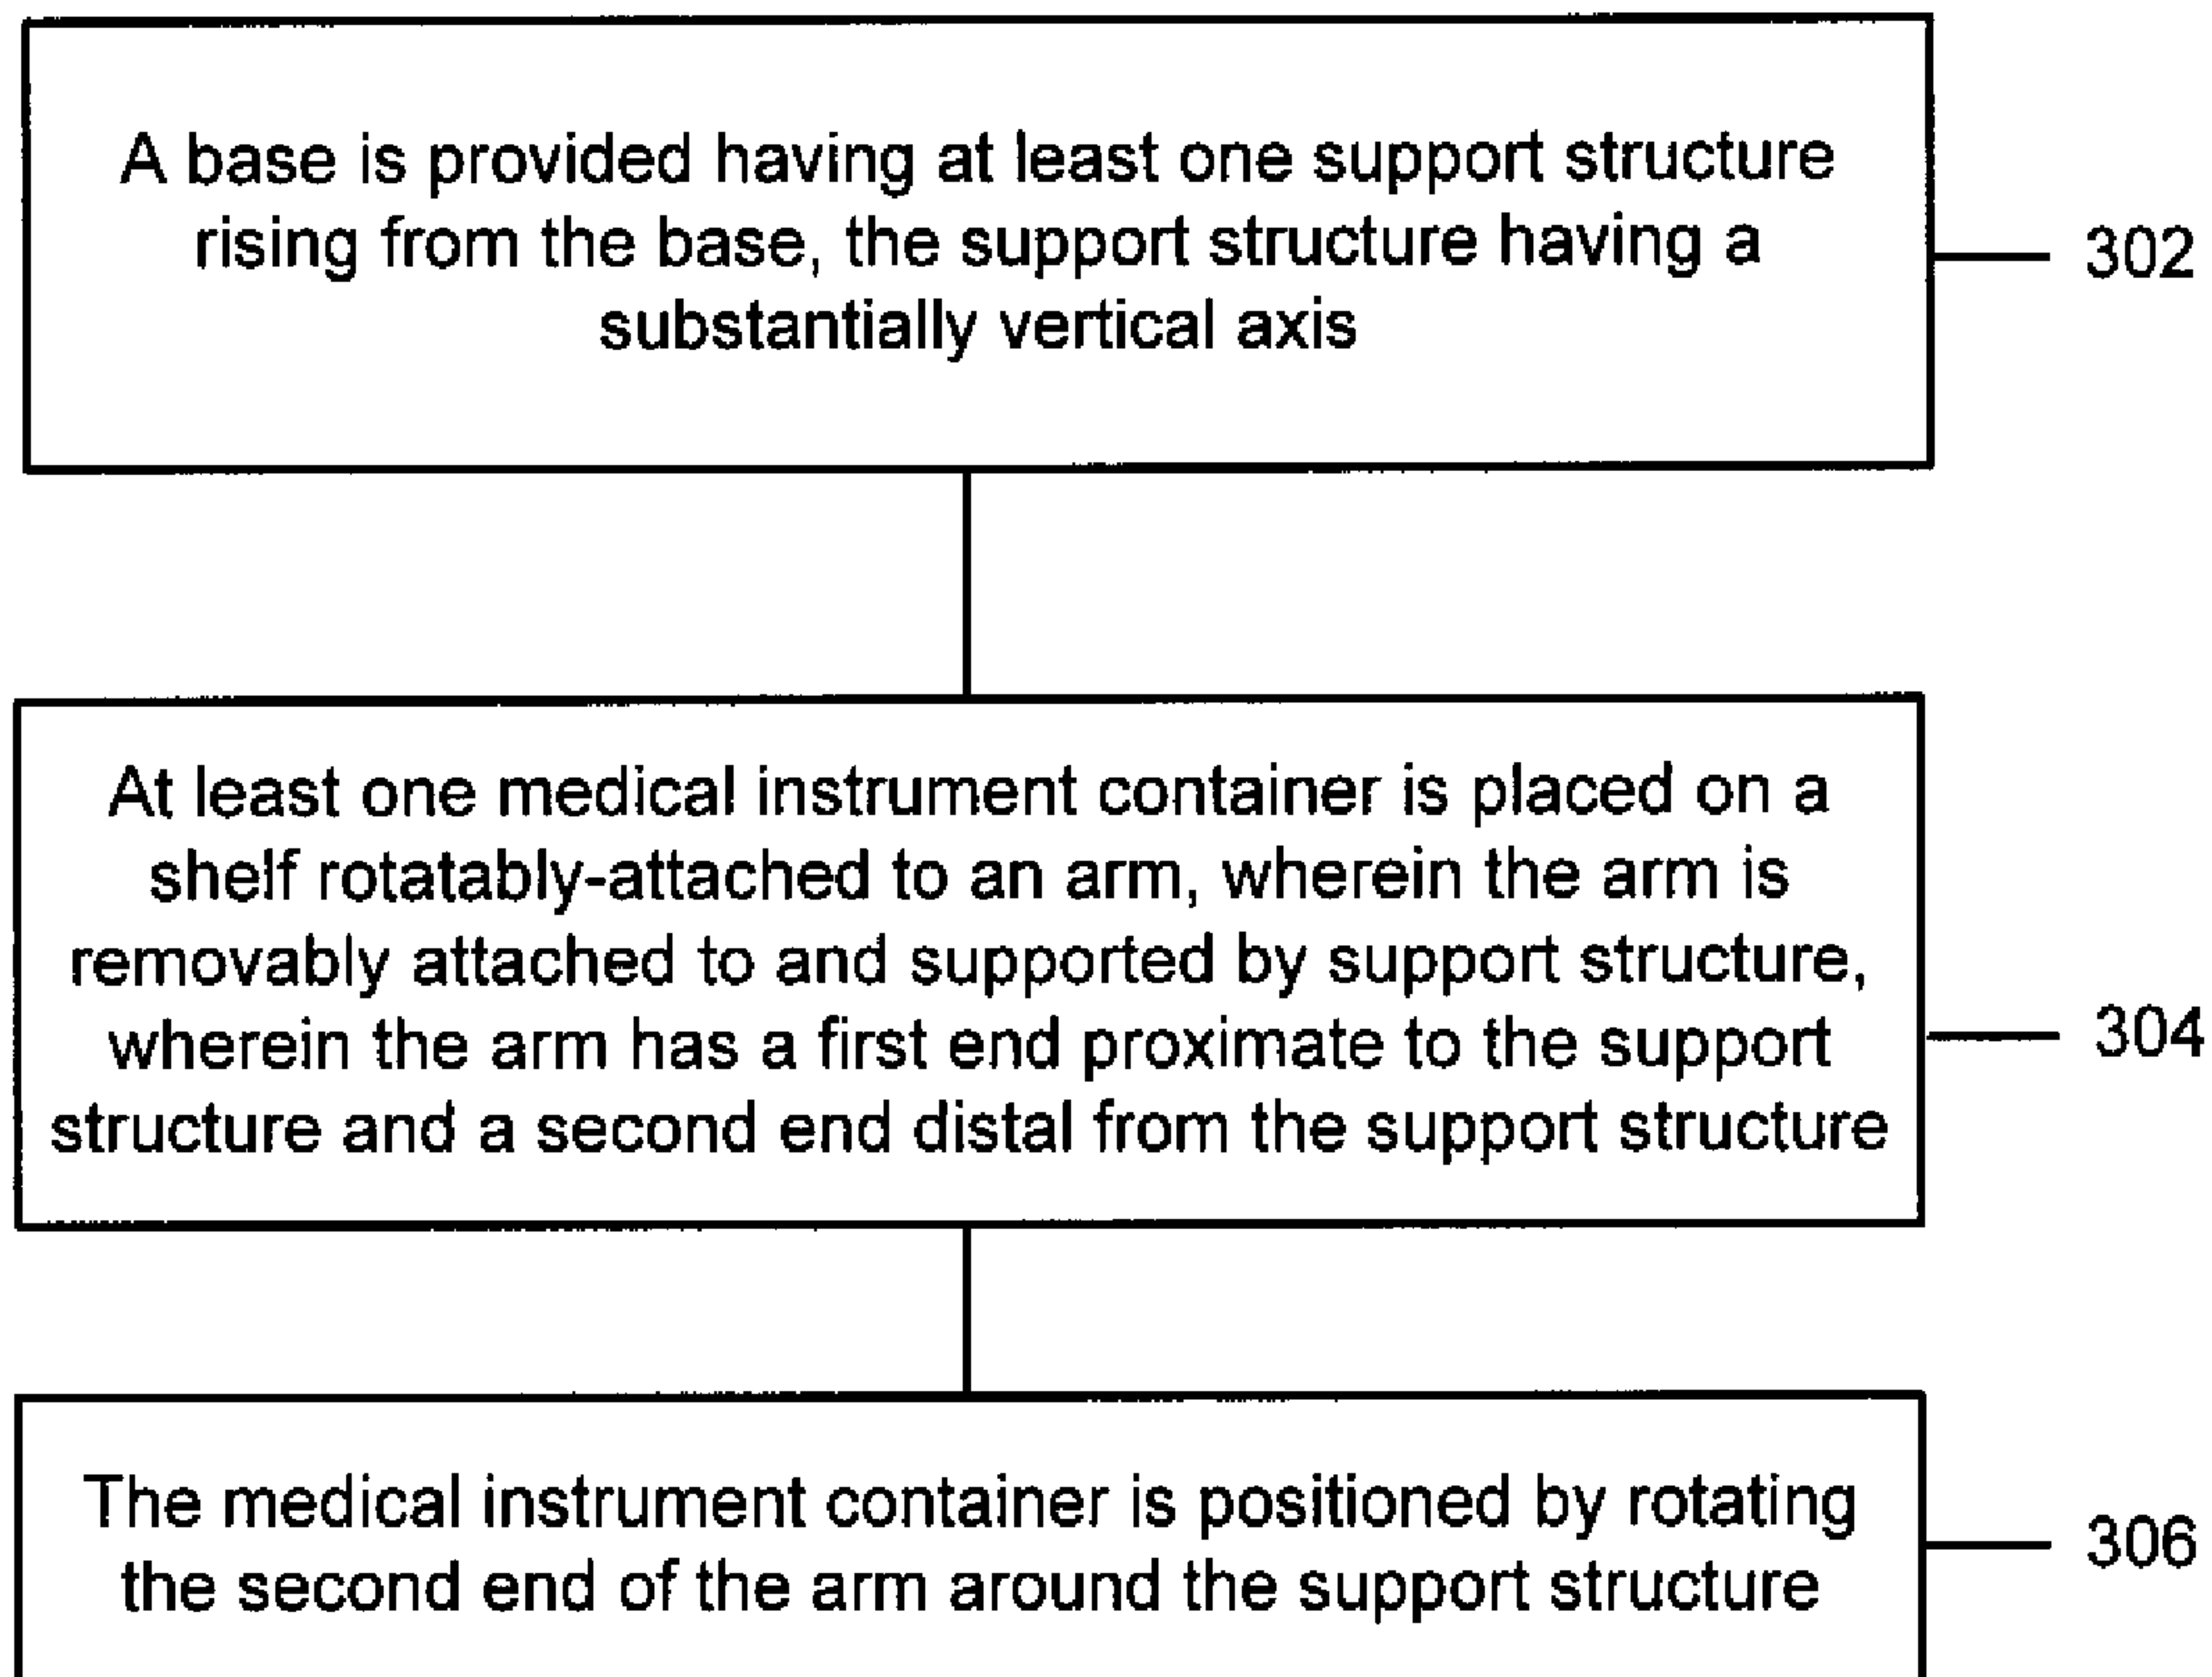 A base is provided having at least one support structure
rising from the base, the support structure having a
substantially vertical axis
302
At least one medical instrument container is placed on a
shelf rotatably-attached to an arm, wherein the arm is
removably attached to and supported by support structure,
wherein the arm has a first end proximate to the support
structure and a second end distal from the support structure
304
The medical instrument container is positioned by rotating
the second end of the arm around the support structure
306